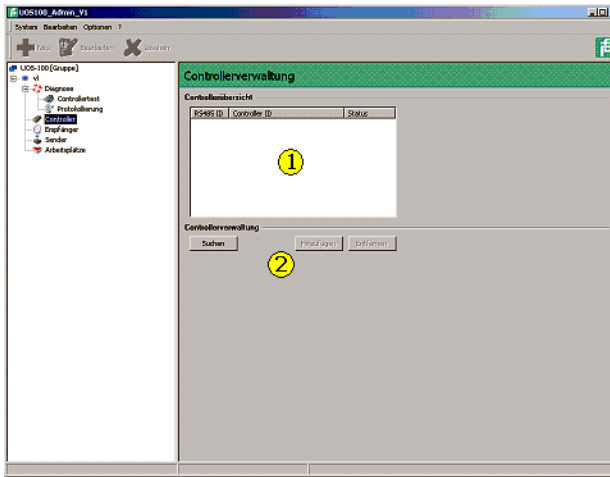 UOS100_Admin_V1
System Bearbeiten Optionen ?
Neu Bearbeiten Löschen
UOS-100 [Gruppe]
v1
Diagnose
Controllertest
Protokollierung
Controller
Empfänger
Sender
Arbeitsplätze
Controllerverwaltung
Controllerübersicht
RS485 ID Controller ID Status
1
Controllerverwaltung
Suchen Hinzufügen Entfernen
2